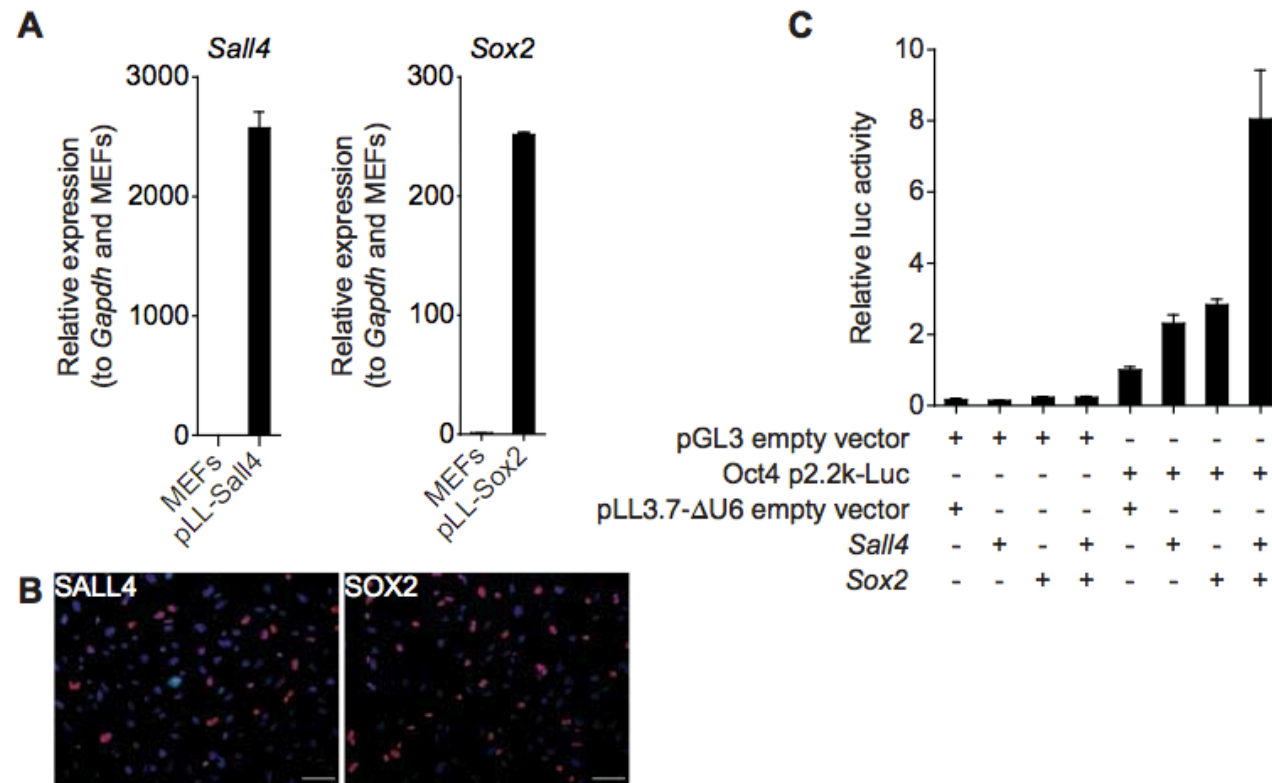 A
Sall4
Relative expression
(to Gapdh and MEFs)
3000
2000
1000
0
MEFs
pLL-Sall4
Sox2
Relative expression
(to Gapdh and MEFs)
300
200
100
0
MEFs
pLL-Sox2
B
SALL4
SOX2
C
Relative luc activity
10
8
6
4
2
0
pGL3 empty vector + + + + - - - -
Oct4 p2.2k-Luc - - - - + + + +
pLL3.7-ΔU6 empty vector + - - - + - - -
Sall4 - + - + - + - +
Sox2 - - + + - - + +